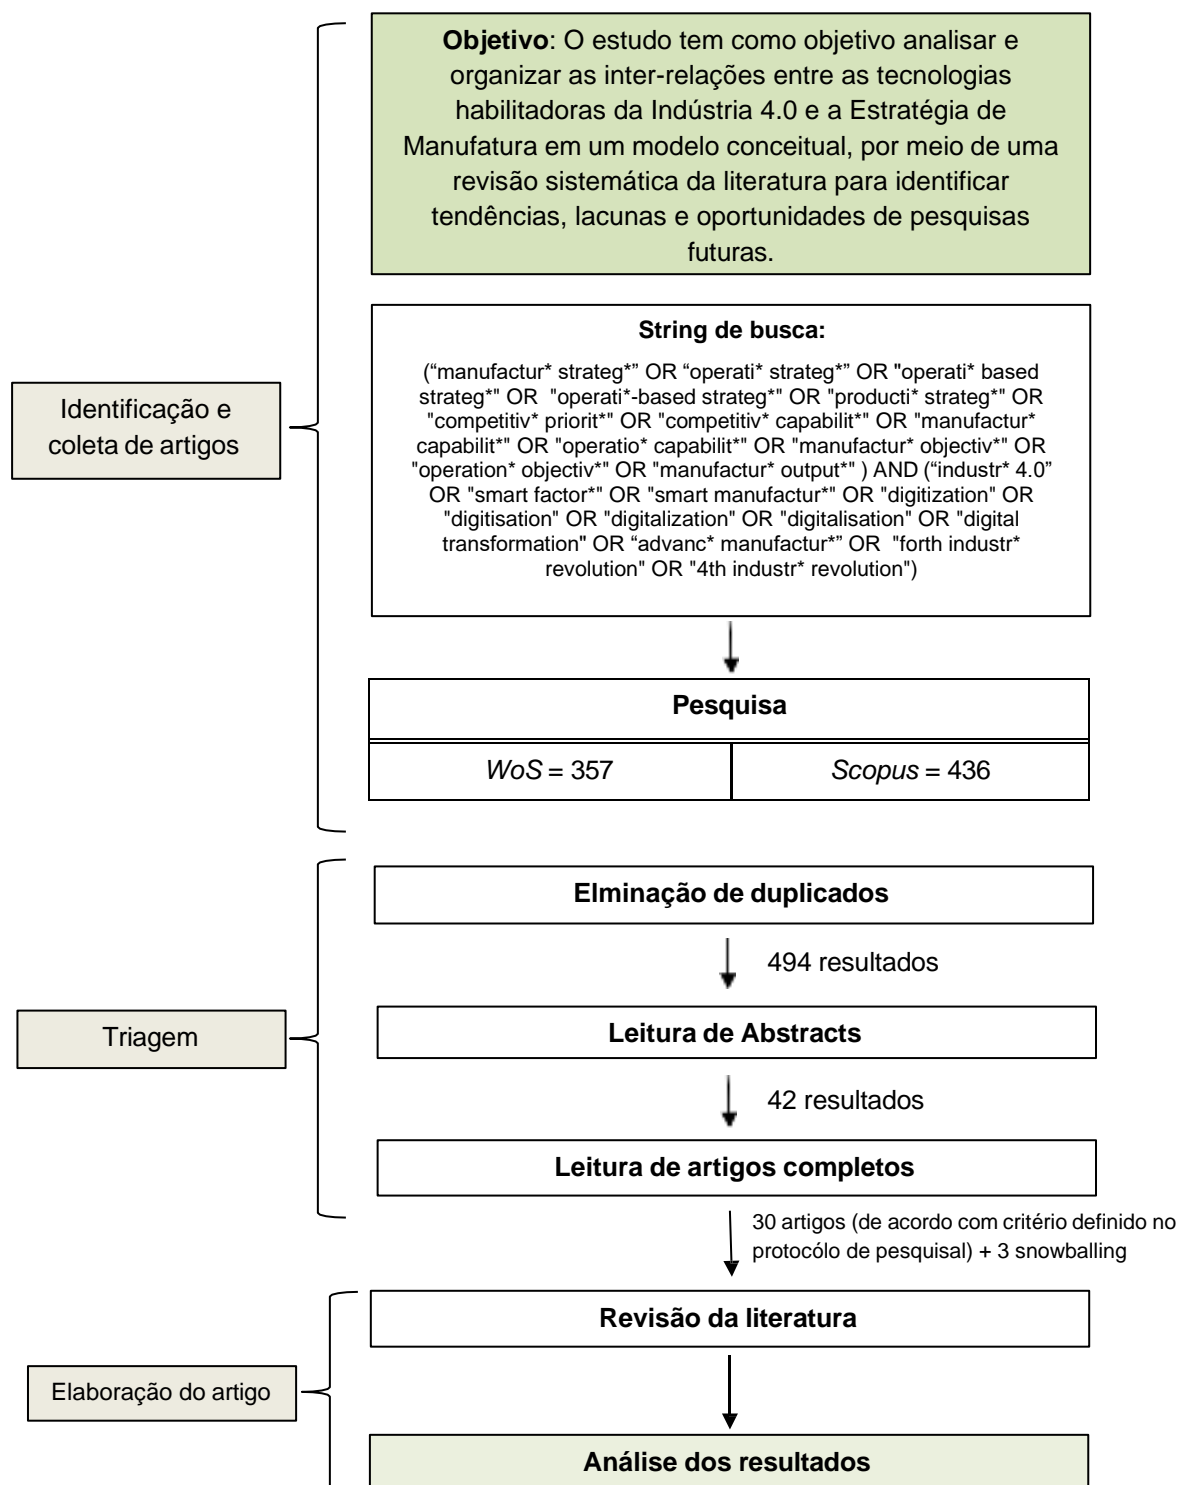 Objetivo: O estudo tem como objetivo analisar e
organizar as inter-relações entre as tecnologias
habilitadoras da Indústria 4.0 e a Estratégia de
Manufatura em um modelo conceitual, por meio de uma
revisão sistemática da literatura para identificar
tendências, lacunas e oportunidades de pesquisas
futuras.
String de busca:
(“manufactur* strateg*” OR “operati* strateg*” OR "operati* based
strateg*" OR "operati*-based strateg*" OR "producti* strateg*" OR
"competitiv* priorit*" OR "competitiv* capabilit*" OR "manufactur*
capabilit*" OR "operatio* capabilit*" OR "manufactur* objectiv*" OR
"operation* objectiv*" OR "manufactur* output*" ) AND (“industr* 4.0”
OR "smart factor*" OR "smart manufactur*" OR "digitization" OR
"digitisation" OR "digitalization" OR "digitalisation" OR "digital
transformation" OR “advanc* manufactur*” OR "forth industr*
revolution" OR "4th industr* revolution")
Identificação e
coleta de artigos
Pesquisa
WoS = 357
Scopus = 436
Elminação de duplicados
494 resultados
Triagem
Leitura de Abstracts
42 resultados
Leitura de artigos completos
30 artigos (de acordo com critério definido no
protocólo de pesquisal) + 3 snowballing
Revisão da literatura
Elaboração do artigo
Análise dos resultados